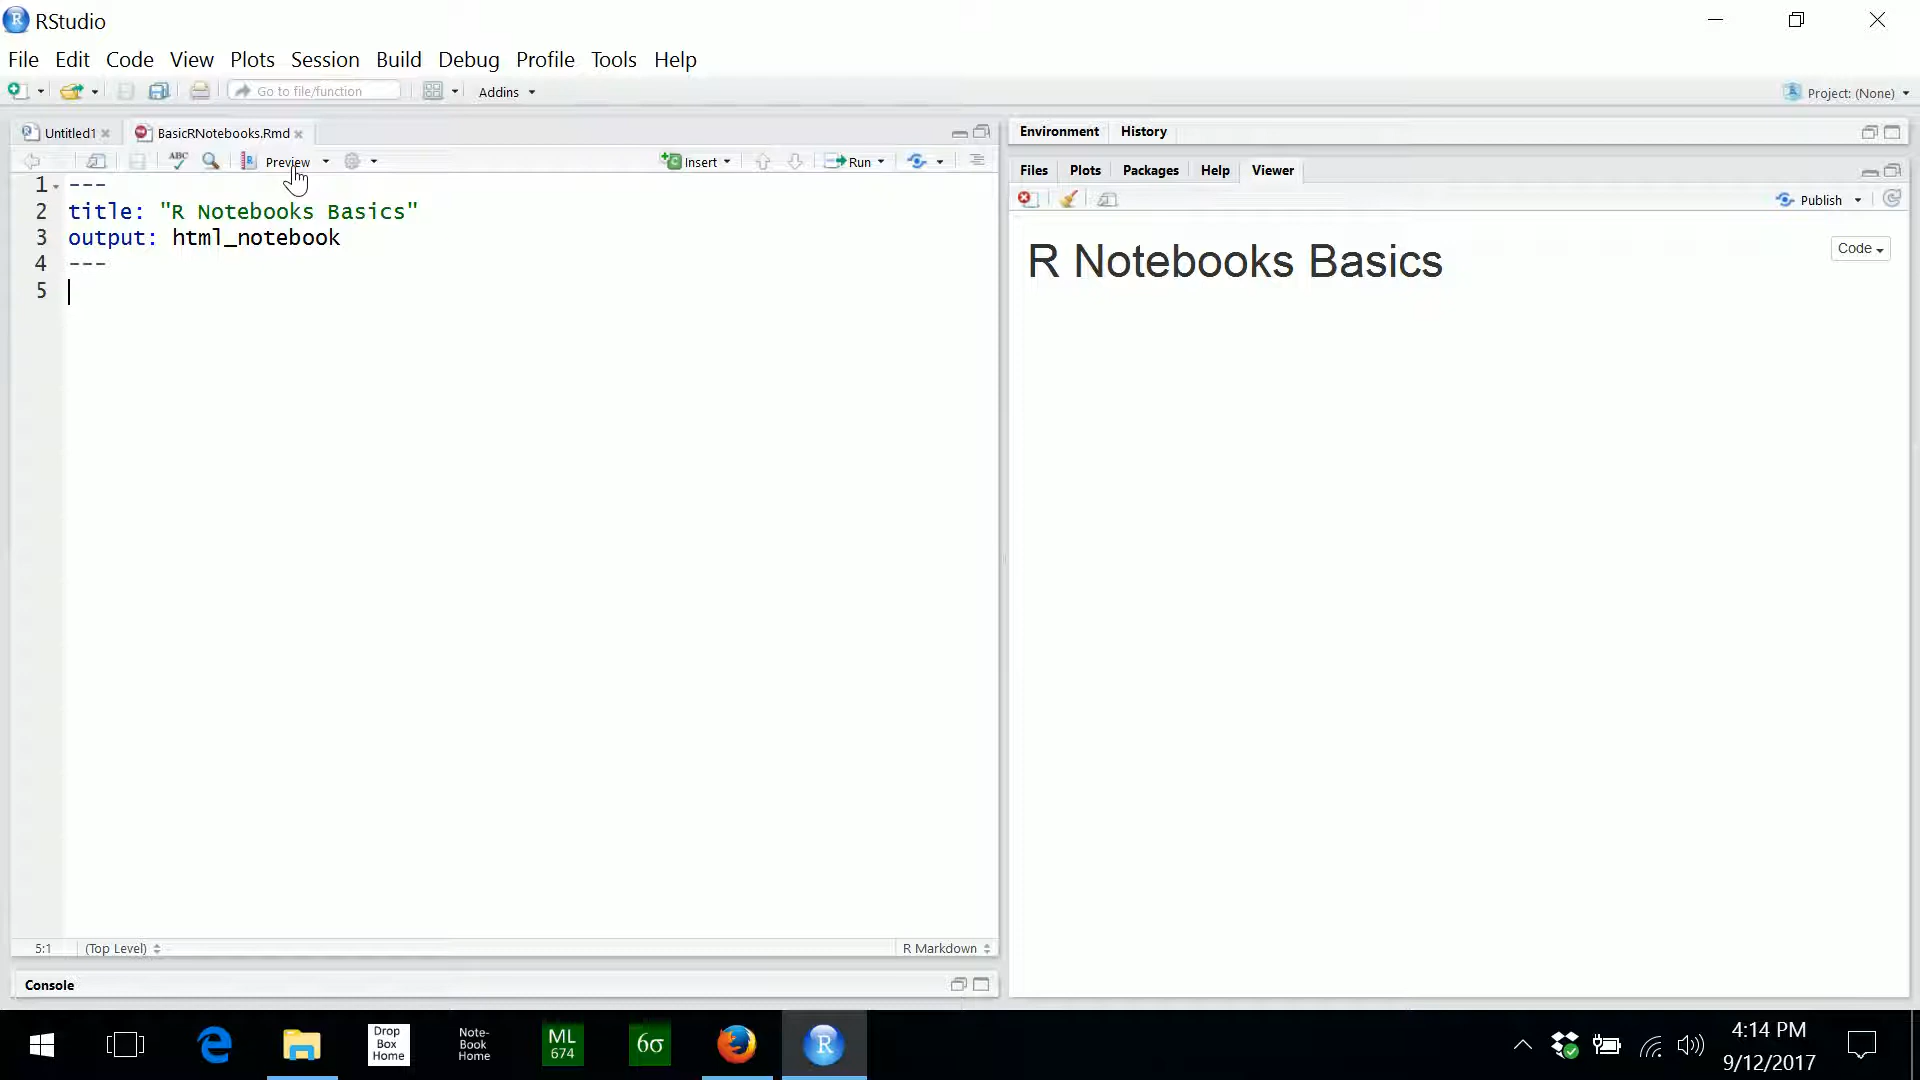 RStudio
File Edit Code View Plots Session Build Debug Profile Tools Help
Go to file/function Addins Project: (None)
Untitled1 BasicRNotebooks.Rmd
ABC Preview Insert Run
1 ---
2 title: "R Notebooks Basics"
3 output: html_notebook
4 ---
5
5:1 (Top Level) R Markdown
Console
Environment History
Files Plots Packages Help Viewer
Publish
R Notebooks Basics
Code
Drop
Box
Home
Note-
Book
Home
ML
674
6σ
R
4:14 PM
9/12/2017